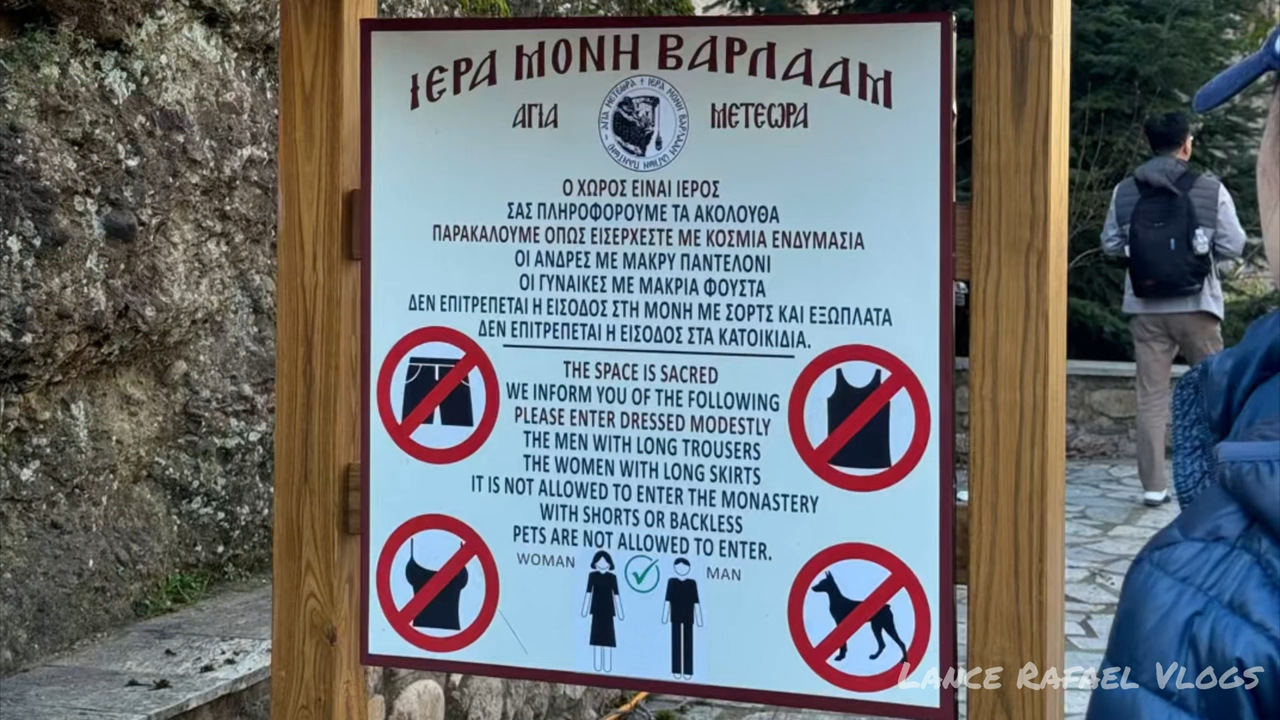 ΙΕΡΑ ΜΟΝΗ ΒΑΡΛΑΑΜ
ΑΓΙΑ ΜΕΤΕΩΡΑ
Ο ΧΩΡΟΣ ΕΙΝΑΙ ΙΕΡΟΣ
ΣΑΣ ΠΛΗΡΟΦΟΡΟΥΜΕ ΤΑ ΑΚΟΛΟΥΘΑ
ΠΑΡΑΚΑΛΟΥΜΕ ΟΠΩΣ ΕΙΣΕΡΧΕΣΤΕ ΜΕ ΚΟΣΜΙΑ ΕΝΔΥΜΑΣΙΑ
ΟΙ ΑΝΔΡΕΣ ΜΕ ΜΑΚΡΥ ΠΑΝΤΕΛΟΝΙ
ΟΙ ΓΥΝΑΙΚΕΣ ΜΕ ΜΑΚΡΙΑ ΦΟΥΣΤΑ
ΔΕΝ ΕΠΙΤΡΕΠΕΤΑΙ Η ΕΙΣΟΔΟΣ ΣΤΗ ΜΟΝΗ ΜΕ ΣΟΡΤΣ ΚΑΙ ΕΞΩΠΛΑΤΑ
ΔΕΝ ΕΠΙΤΡΕΠΕΤΑΙ Η ΕΙΣΟΔΟΣ ΣΤΑ ΚΑΤΟΙΚΙΔΙΑ.
THE SPACE IS SACRED
WE INFORM YOU OF THE FOLLOWING
PLEASE ENTER DRESSED MODESTLY
THE MEN WITH LONG TROUSERS
THE WOMEN WITH LONG SKIRTS
IT IS NOT ALLOWED TO ENTER THE MONASTERY
WITH SHORTS OR BACKLESS
PETS ARE NOT ALLOWED TO ENTER.
WOMAN MAN
Lance Rafael Vlogs